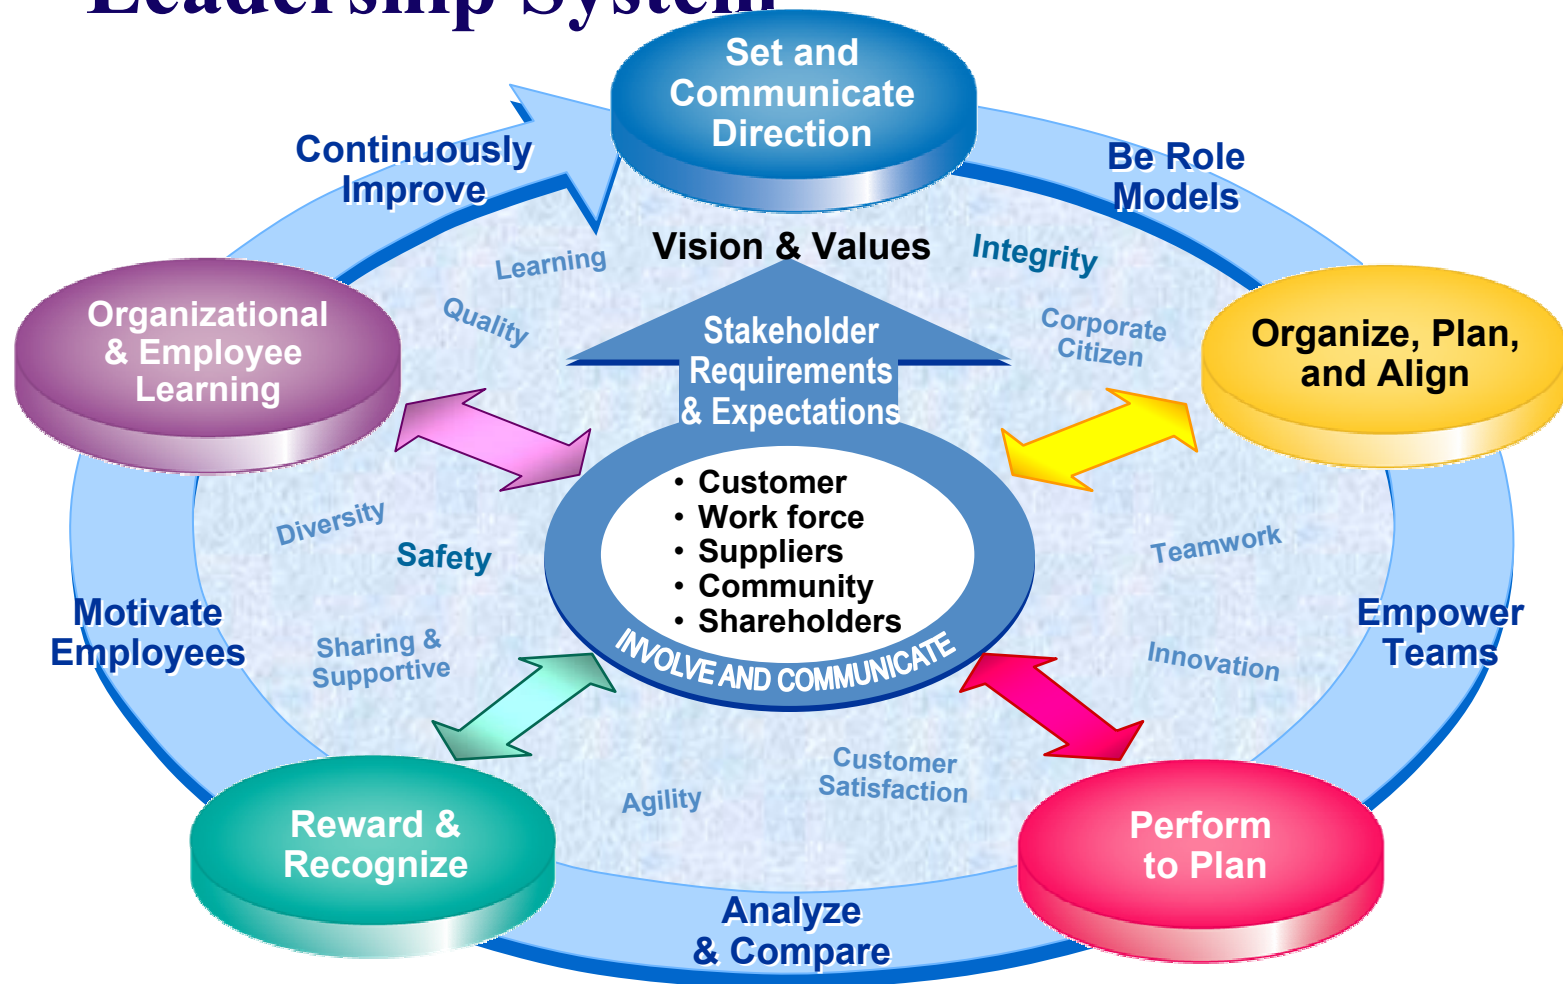 Leadership System
Set and
Communicate
Direction
Continuously
Improve
Be Role
Models
Vision & Values
Integrity
Learning
Quality
Corporate
Citizen
Organizational
& Employee
Learning
Stakeholder
Requirements
& Expectations
Organize, Plan,
and Align
• Customer
• Work force
• Suppliers
• Community
• Shareholders
INVOLVE AND COMMUNICATE
Diversity
Safety
Teamwork
Motivate
Employees
Sharing &
Supportive
Innovation
Empower
Teams
Customer
Satisfaction
Agility
Reward &
Recognize
Perform
to Plan
Analyze
& Compare